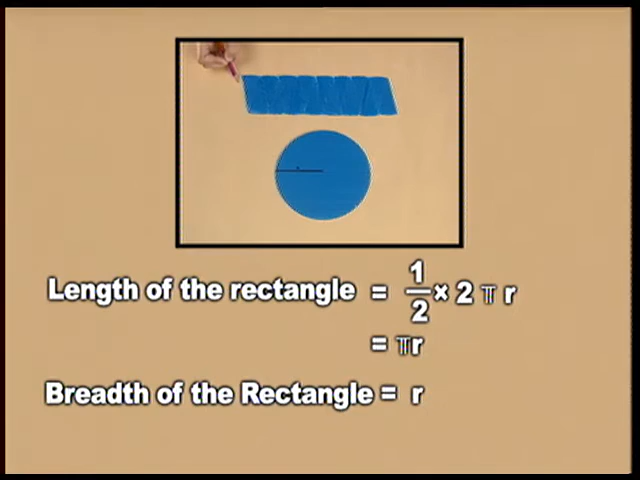 Length of the rectangle = 1/2 × 2 π r
= πr
Breadth of the Rectangle = r